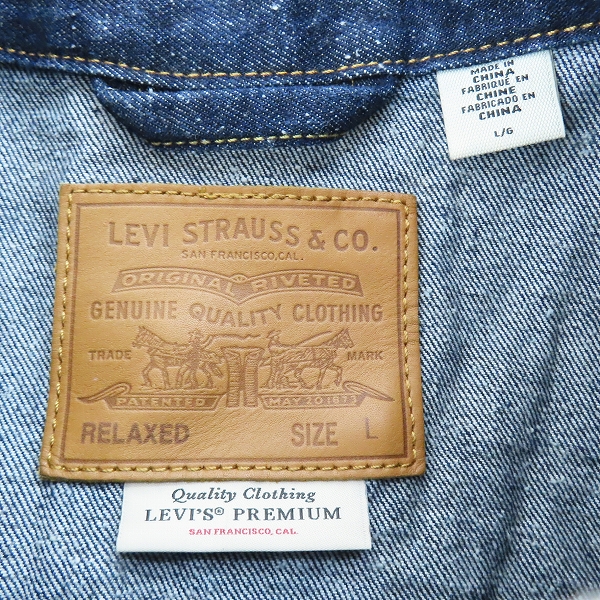 MADE IN
CHINA
FABRIQUÉ EN
CHINE
FABRICADO EN
CHINA
L/G
LEVI STRAUSS & CO.
SAN FRANCISCO, CAL.
ORIGINAL RIVETED
GENUINE QUALITY CLOTHING
TRADE MARK
PATENTED MAY 20 1873
RELAXED SIZE L
Quality Clothing
LEVI'S® PREMIUM
SAN FRANCISCO, CAL.